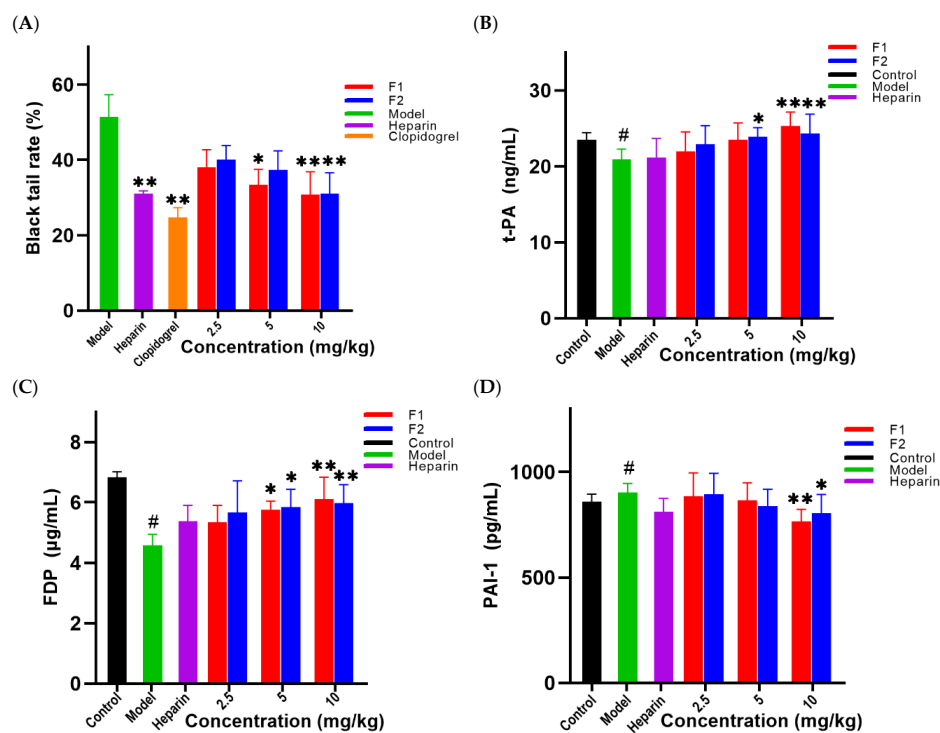 (A)
Black tail rate (%)
60
40
20
0
F1
F2
Model
Heparin
Clopidogrel
**
**
*
****
Model
Heparin
Clopidogrel
2.5
5
10
Concentration (mg/kg)
(B)
t-PA (ng/mL)
30
20
10
0
F1
F2
Control
Model
Heparin
#
*
****
Control
Model
Heparin
2.5
5
10
Concentration (mg/kg)
(C)
FDP (µg/mL)
8
6
4
2
0
F1
F2
Control
Model
Heparin
#
*
*
**
**
Control
Model
Heparin
2.5
5
10
Concentration (mg/kg)
(D)
PAI-1 (pg/mL)
1000
500
0
F1
F2
Control
Model
Heparin
#
**
*
Control
Model
Heparin
2.5
5
10
Concentration (mg/kg)